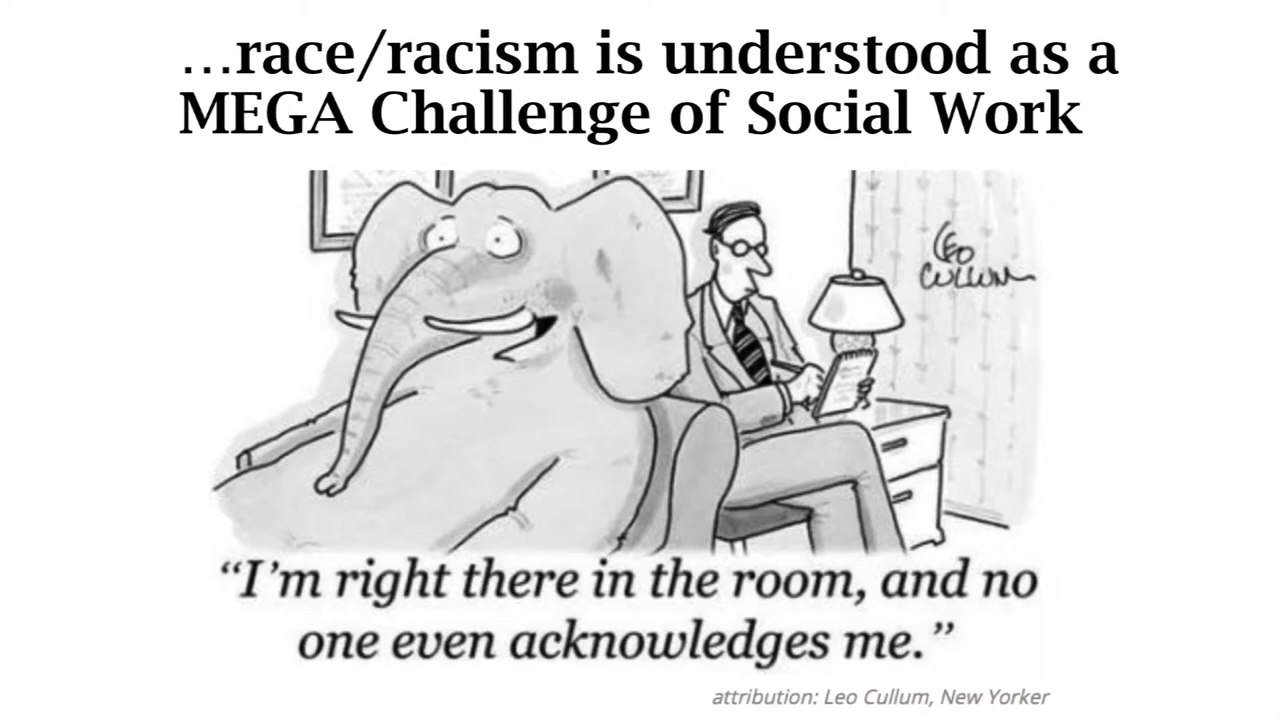 ...race/racism is understood as a
MEGA Challenge of Social Work
LEO
CULLUM
“I’m right there in the room, and no
one even acknowledges me.”
attribution: Leo Cullum, New Yorker